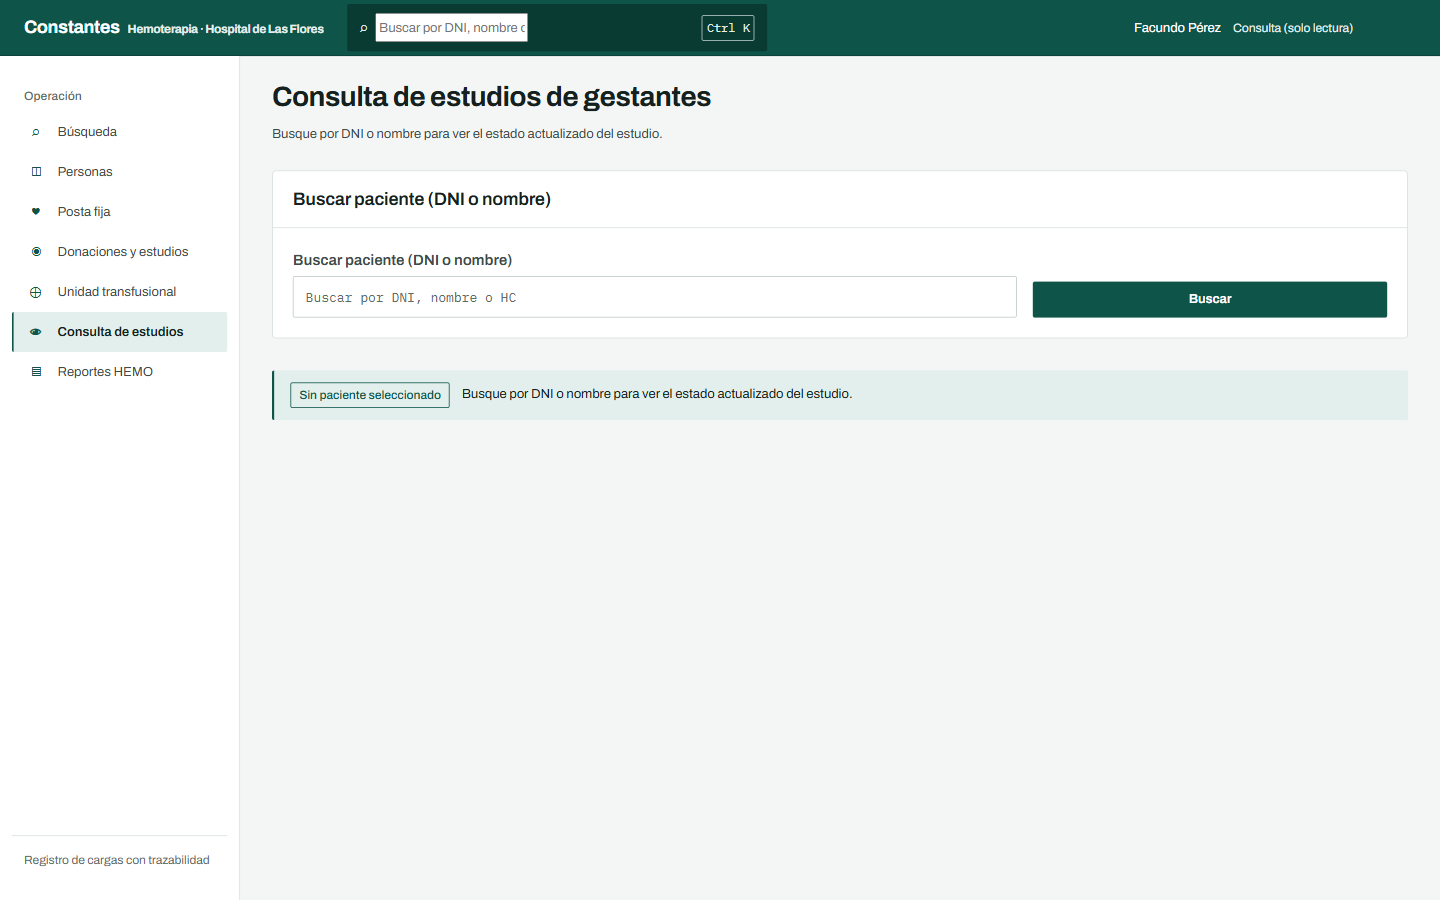 Constantes Hemoterapia · Hospital de Las Flores
Buscar por DNI, nombre
Ctrl K
Facundo Pérez Consulta (solo lectura)
Operación
Búsqueda
Personas
Posta fija
Donaciones y estudios
Unidad transfusional
Consulta de estudios
Reportes HEMO
Registro de cargas con trazabilidad
Consulta de estudios de gestantes
Busque por DNI o nombre para ver el estado actualizado del estudio.
Buscar paciente (DNI o nombre)
Buscar paciente (DNI o nombre)
Buscar por DNI, nombre o HC
Buscar
Sin paciente seleccionado
Busque por DNI o nombre para ver el estado actualizado del estudio.